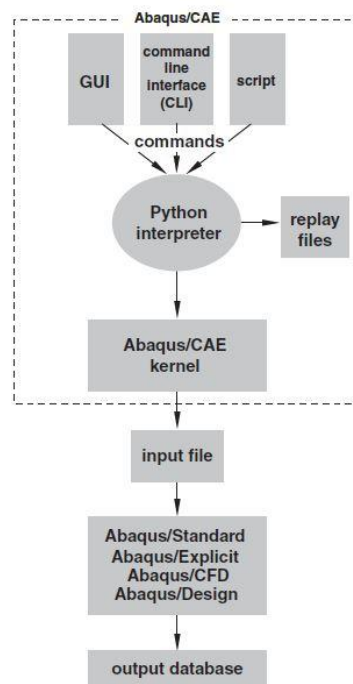 Abaqus/CAE
GUI
command
line
interface
(CLI)
script
commands
Python
interpreter
replay
files
Abaqus/CAE
kernel
input file
Abaqus/Standard
Abaqus/Explicit
Abaqus/CFD
Abaqus/Design
output database